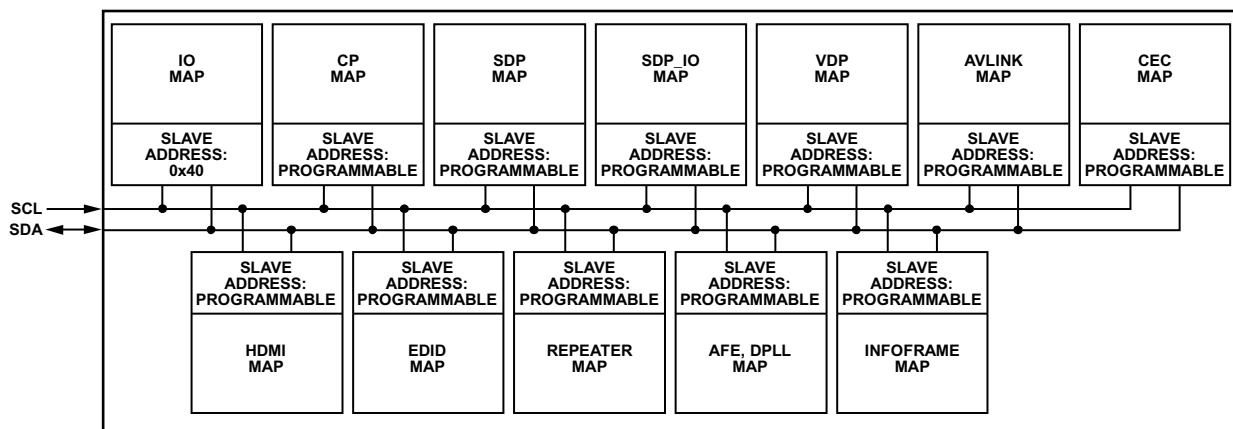 IO
MAP
CP
MAP
SDP
MAP
SDP_IO
MAP
VDP
MAP
AVLINK
MAP
CEC
MAP
SLAVE
ADDRESS:
0x40
SLAVE
ADDRESS:
PROGRAMMABLE
SLAVE
ADDRESS:
PROGRAMMABLE
SLAVE
ADDRESS:
PROGRAMMABLE
SLAVE
ADDRESS:
PROGRAMMABLE
SLAVE
ADDRESS:
PROGRAMMABLE
SLAVE
ADDRESS:
PROGRAMMABLE
SCL
SDA
SLAVE
ADDRESS:
PROGRAMMABLE
SLAVE
ADDRESS:
PROGRAMMABLE
SLAVE
ADDRESS:
PROGRAMMABLE
SLAVE
ADDRESS:
PROGRAMMABLE
SLAVE
ADDRESS:
PROGRAMMABLE
HDMI
MAP
EDID
MAP
REPEATER
MAP
AFE, DPLL
MAP
INFOFRAME
MAP